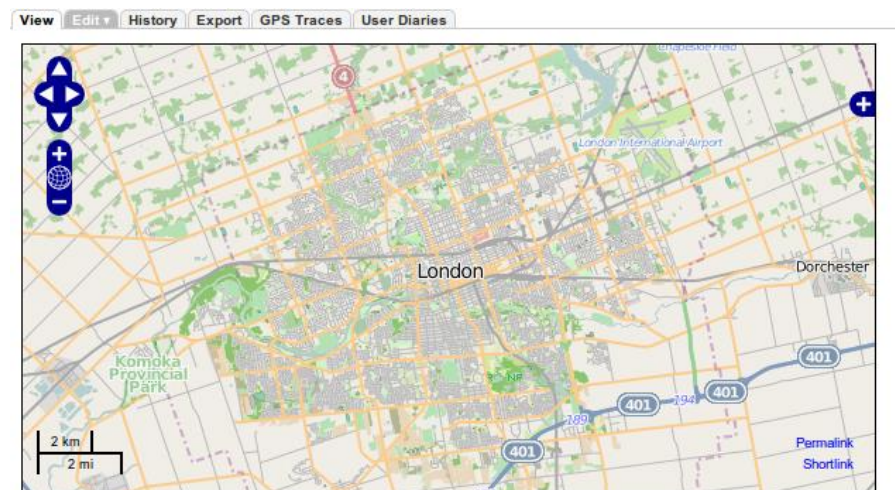 View Edit ▾ History Export GPS Traces User Diaries
4
London International Airport
London
Dorchester
Komoka
Provincial
Park
NP
401
401
194
401
189
401
2 km
2 mi
Permalink
Shortlink